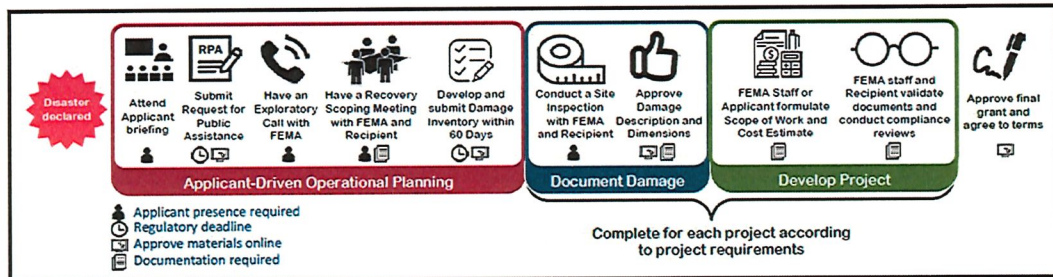 Disaster
declared
Attend
Applicant
briefing
RPA
Submit
Request for
Public
Assistance
Have an
Exploratory
Call with
FEMA
Have a Recovery
Scoping Meeting
with FEMA and
Recipient
Develop and
submit Damage
Inventory within
60 Days
Applicant-Driven Operational Planning
Conduct a Site
Inspection
with FEMA
and Recipient
Approve
Damage
Description and
Dimensions
Document Damage
FEMA Staff or
Applicant formulate
Scope of Work and
Cost Estimate
FEMA staff and
Recipient validate
documents and
conduct compliance
reviews
Develop Project
Approve final
grant and
agree to terms
Applicant presence required
Regulatory deadline
Approve materials online
Documentation required
Complete for each project according
to project requirements